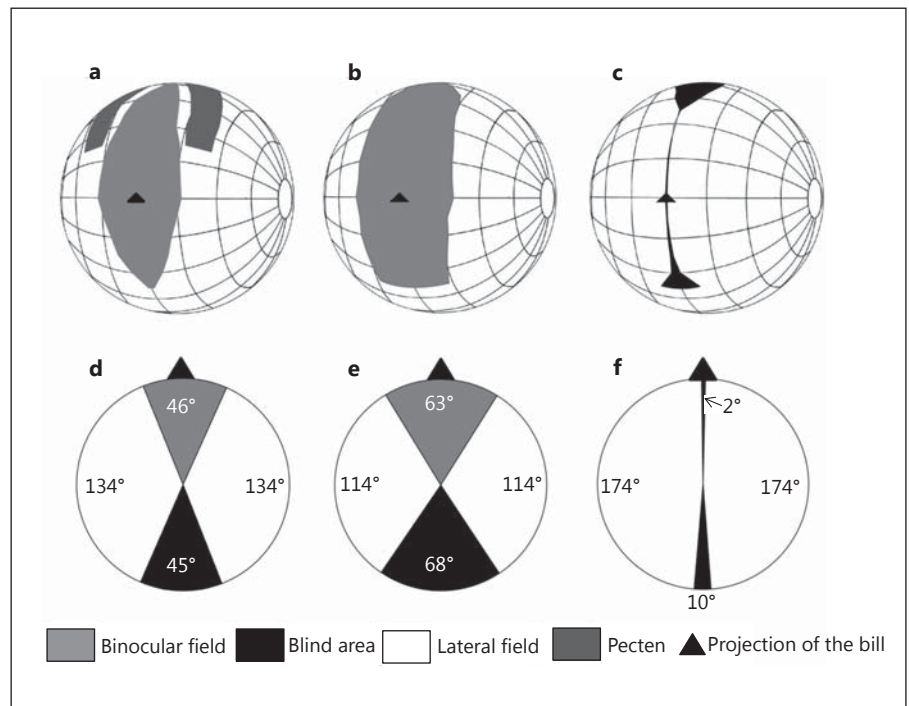 a b c
d e f
46° 63° 2°
134° 134° 114° 114° 174° 174°
45° 68°
10°
Binocular field Blind area Lateral field Pecten Projection of the bill